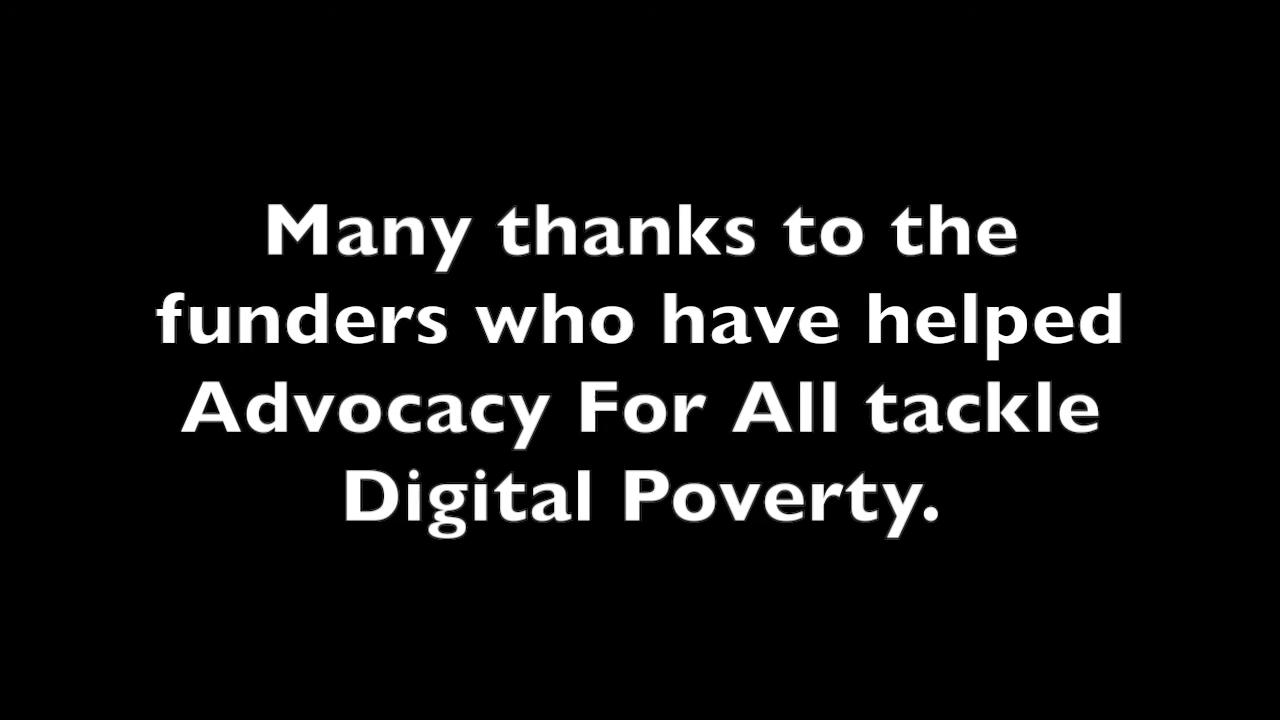 Many thanks to the
funders who have helped
Advocacy For All tackle
Digital Poverty.